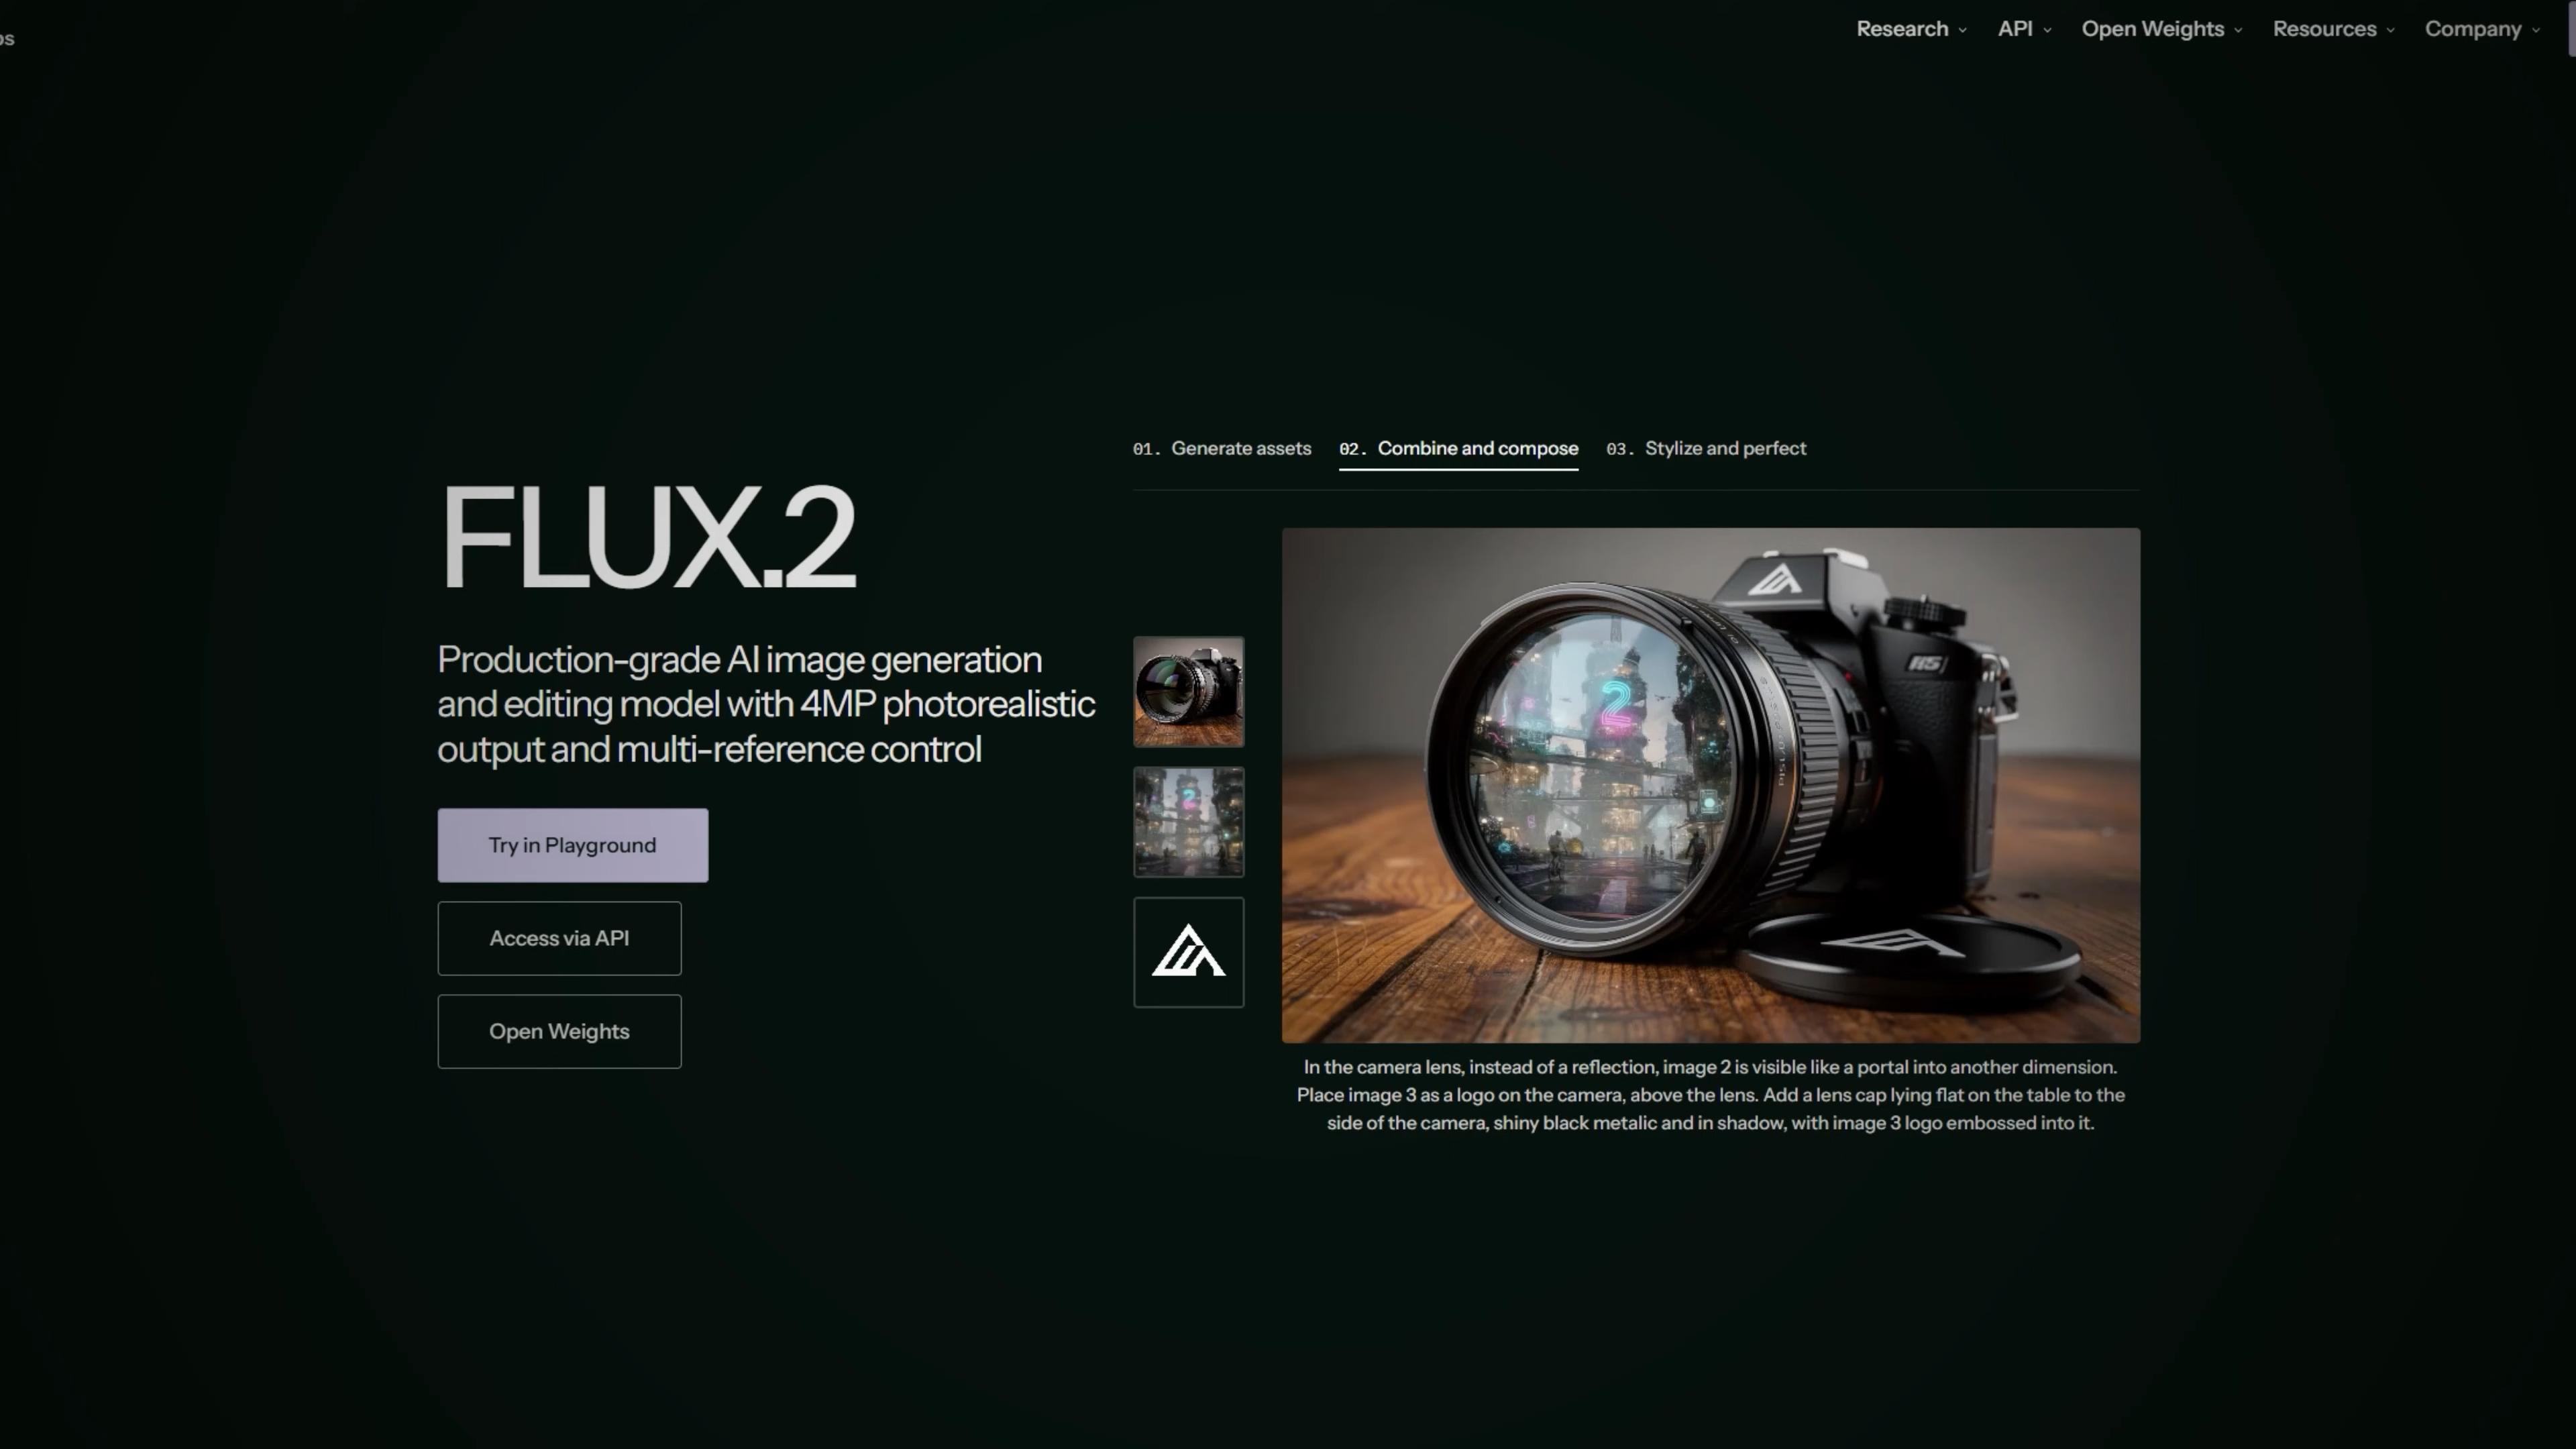 Research
API
Open Weights
Resources
Company
01. Generate assets
02. Combine and compose
03. Stylize and perfect
FLUX.2
Production-grade AI image generation
and editing model with 4MP photorealistic
output and multi-reference control
Try in Playground
Access via API
Open Weights
2
In the camera lens, instead of a reflection, image 2 is visible like a portal into another dimension.
Place image 3 as a logo on the camera, above the lens. Add a lens cap lying flat on the table to the
side of the camera, shiny black metalic and in shadow, with image 3 logo embossed into it.